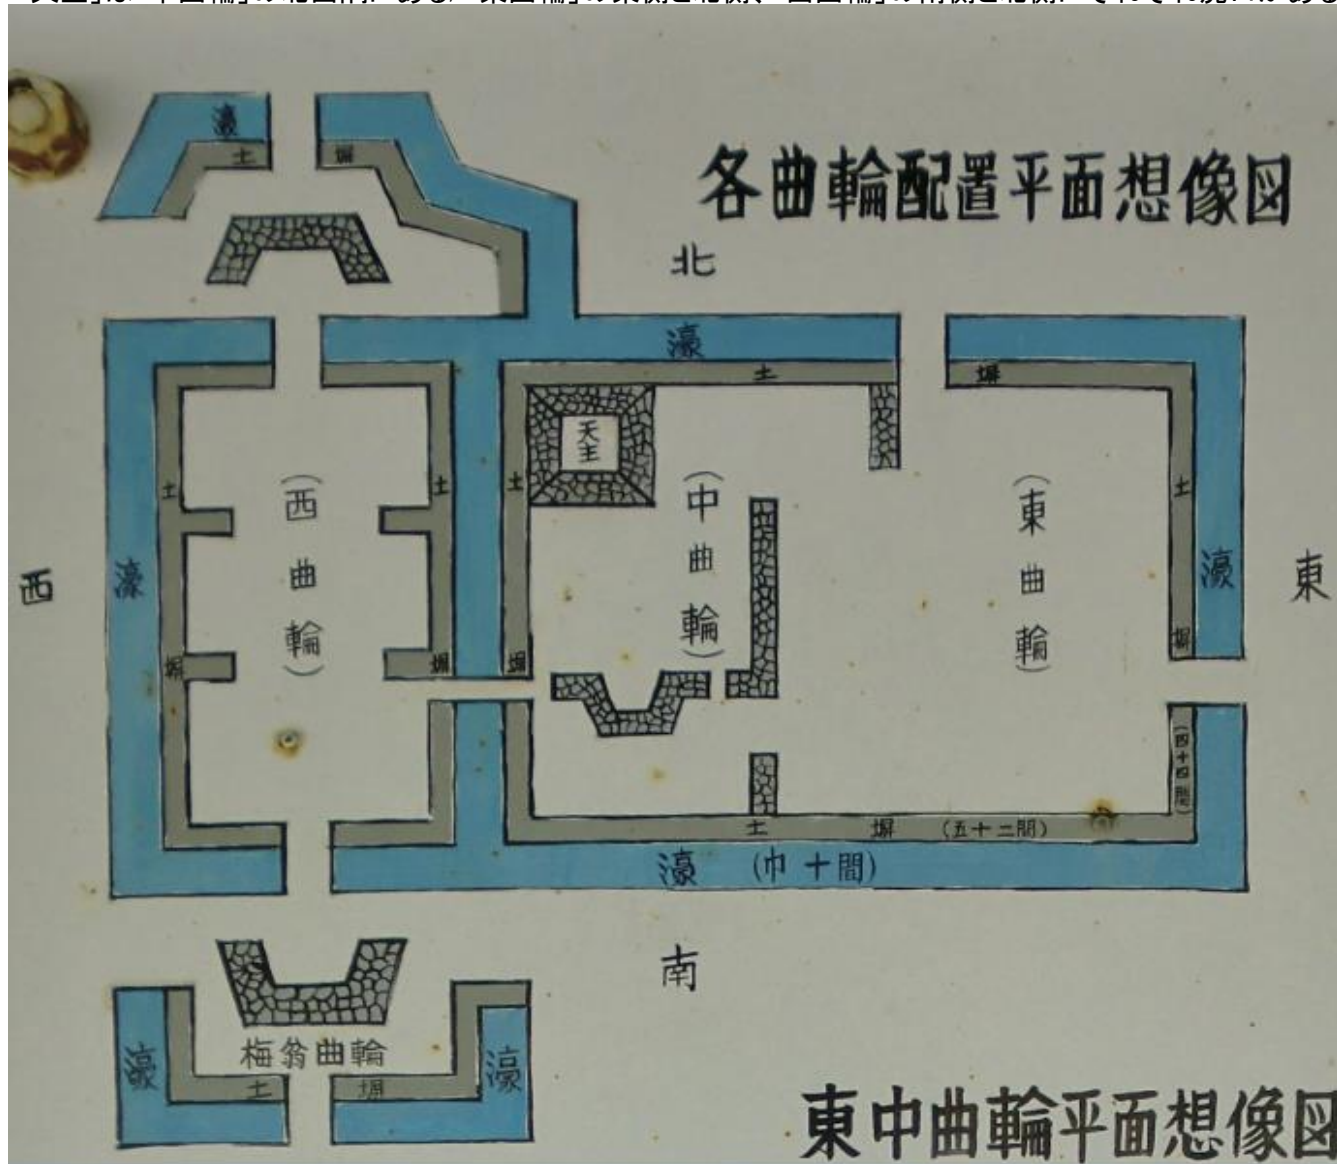 各曲輪配置平面想像図
北
濠
土
塀
濠
土
塀
天主
土
土
土
土
(西曲輪)
(中曲輪)
(東曲輪)
西
濠
濠
東
塀
塀
塀
塀
(四十四間)
土
塀
(五十二間)
濠
(巾十間)
南
梅翁曲輪
濠
土
塀
濠
東中曲輪平面想像図